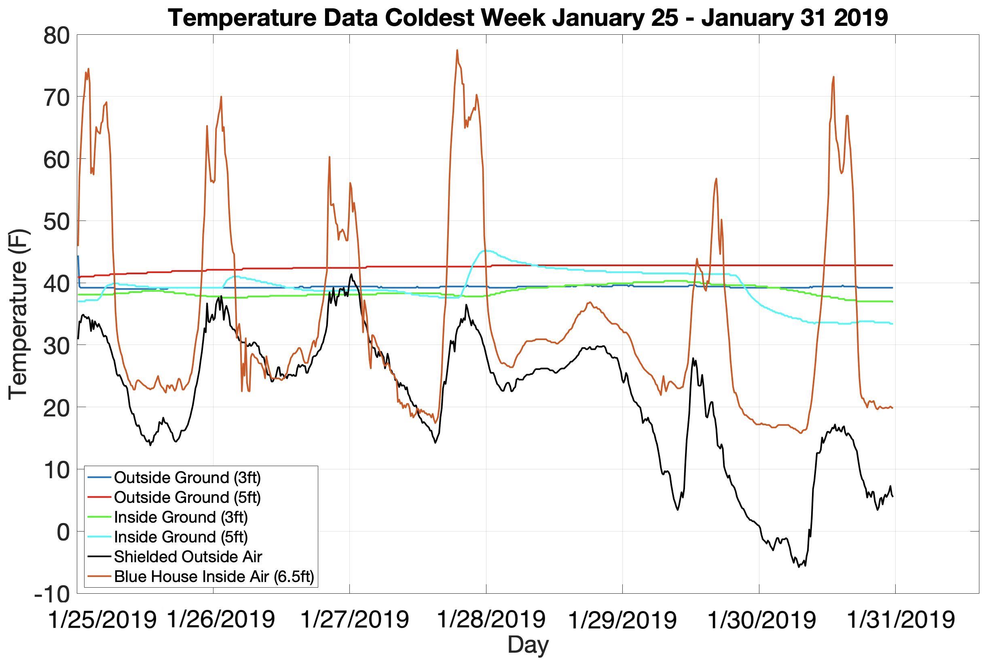 Temperature Data Coldest Week January 25 - January 31 2019
80
70
60
50
40
30
20
10
0
-10
Temperature (F)
Outside Ground (3ft)
Outside Ground (5ft)
Inside Ground (3ft)
Inside Ground (5ft)
Shielded Outside Air
Blue House Inside Air (6.5ft)
1/25/2019 1/26/2019 1/27/2019 1/28/2019 1/29/2019 1/30/2019 1/31/2019
Day